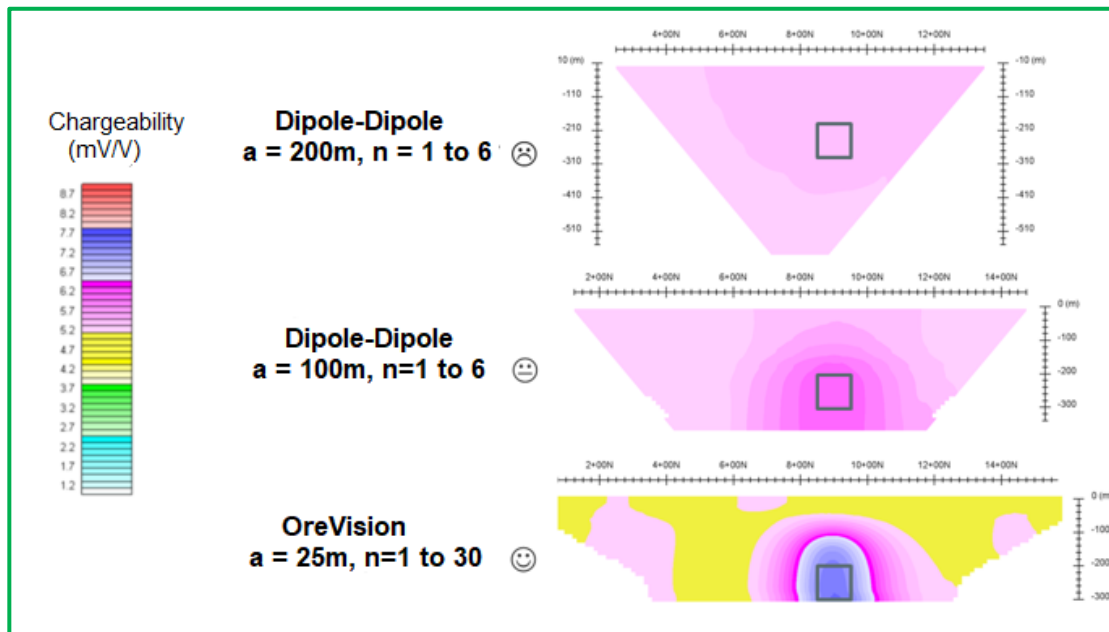 Chargeability
(mV/V)
8.7
8.2
7.7
7.2
6.7
6.2
5.7
5.2
4.7
4.2
3.7
3.2
2.7
2.2
1.7
1.2
Dipole-Dipole
a = 200m, n = 1 to 6
4+00N 6+00N 8+00N 10+00N 12+00N
10 (m) -10 (m)
-110 -110
-210 -210
-310 -310
-410 -410
-510 -510
Dipole-Dipole
a = 100m, n=1 to 6
2+00N 4+00N 6+00N 8+00N 10+00N 12+00N 14+00N
0 (m)
-100
-200
-300
OreVision
a = 25m, n=1 to 30
2+00N 4+00N 6+00N 8+00N 10+00N 12+00N 14+00N
0 (m)
-100
-200
-300